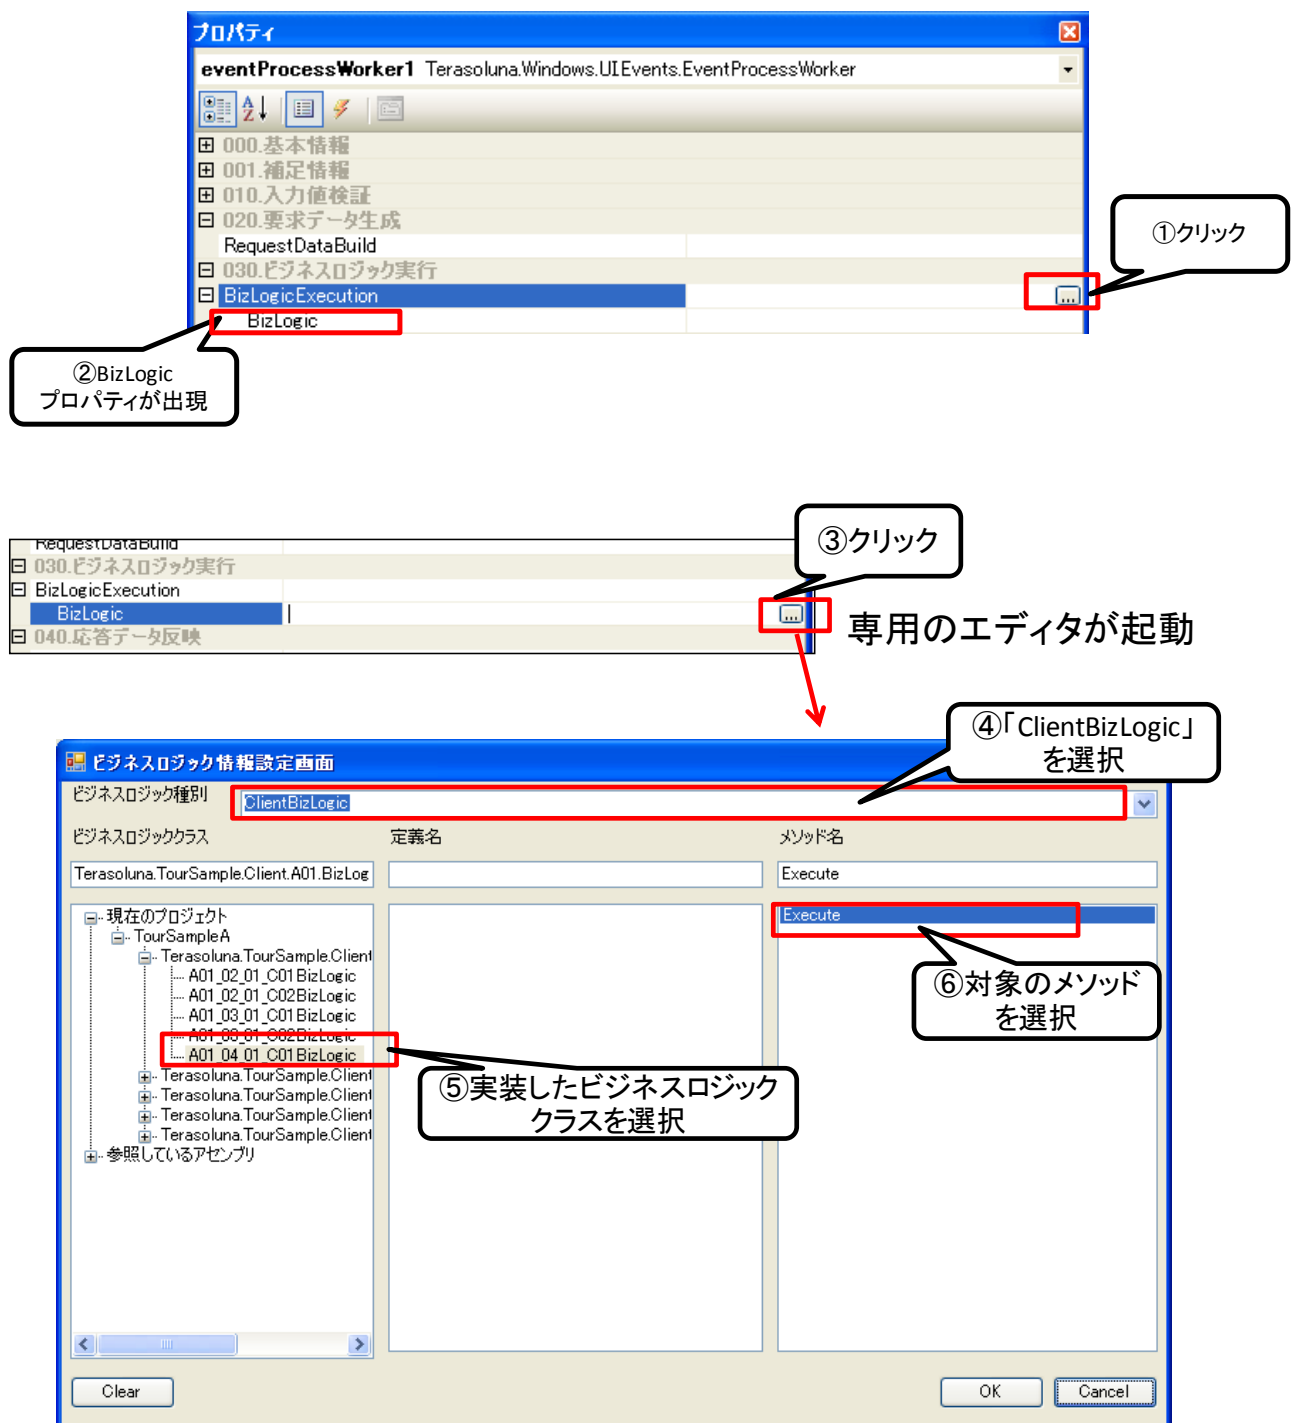 プロパティ
eventProcessWorker1 Terasoluna.Windows.UIEvents.EventProcessWorker
000.基本情報
001.補足情報
010.入力値検証
020.要求データ生成
RequestDataBuild
①クリック
030.ビジネスロジック実行
BizLogicExecution
...
BizLogic
②BizLogic
プロパティが出現
③クリック
RequestDataBuild
030.ビジネスロジック実行
BizLogicExecution
BizLogic
...
040.応答データ反映
専用のエディタが起動
④「ClientBizLogic」
を選択
ビジネスロジック情報設定画面
ビジネスロジック種別
ClientBizLogic
ビジネスロジッククラス
定義名
メソッド名
Terasoluna.TourSample.Client.A01.BizLog
Execute
現在のプロジェクト
TourSampleA
Terasoluna.TourSample.Client
A01_02_01_C01BizLogic
A01_02_01_C02BizLogic
A01_03_01_C01BizLogic
A01_03_01_C02BizLogic
A01_04_01_C01BizLogic
Terasoluna.TourSample.Client
Terasoluna.TourSample.Client
Terasoluna.TourSample.Client
Terasoluna.TourSample.Client
参照しているアセンブリ
Execute
⑥対象のメソッド
を選択
⑤実装したビジネスロジック
クラスを選択
Clear
OK
Cancel